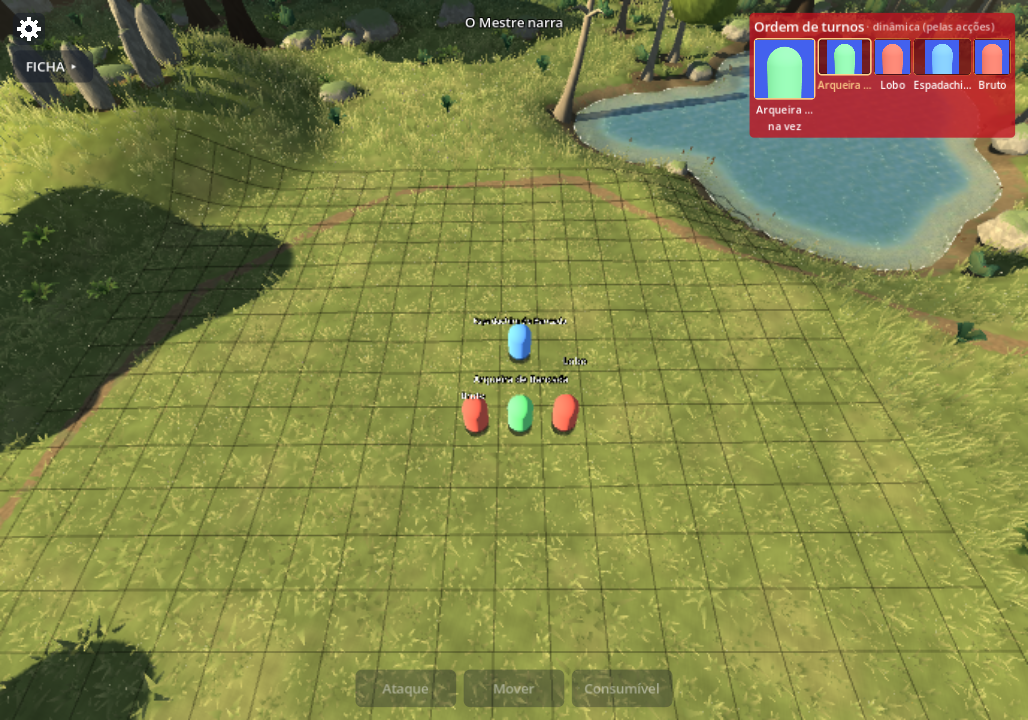 O Mestre narra
FICHA ▸
Ordem de turnos · dinâmica (pelas acções)
Arqueira ...
na vez
Arqueira ...
Lobo
Espadachi...
Bruto
Lobo
Ataque
Mover
Consumível